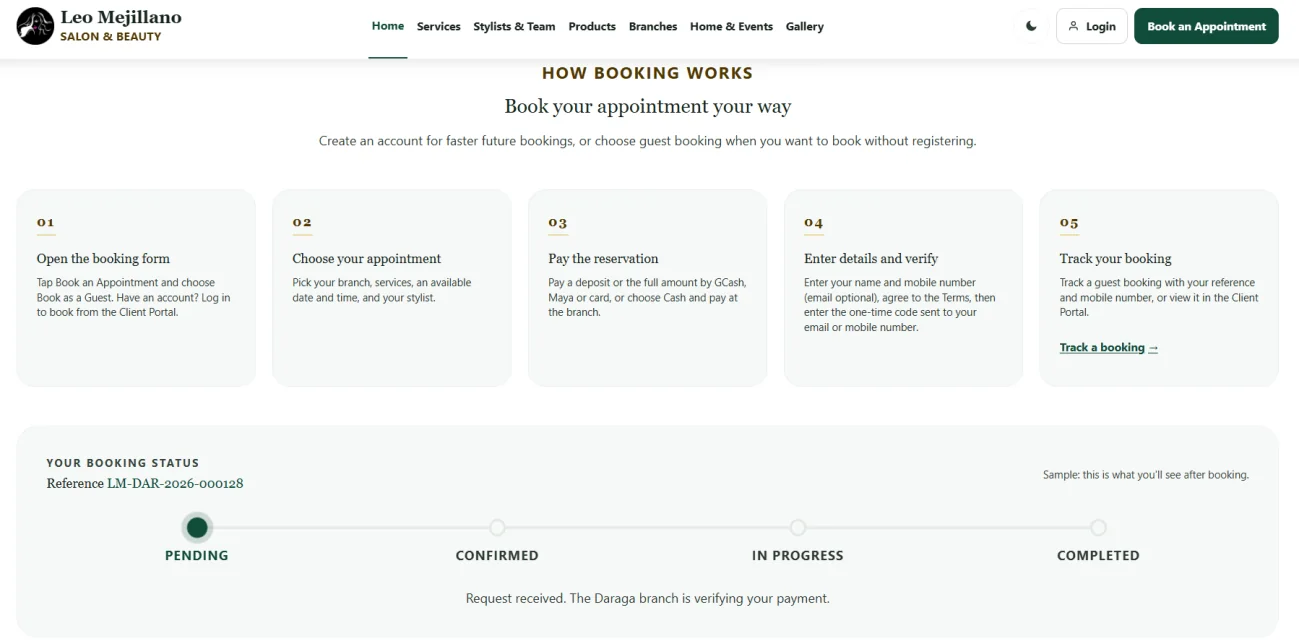 Leo Mejillano
SALON & BEAUTY
Home
Services
Stylists & Team
Products
Branches
Home & Events
Gallery
Login
Book an Appointment
HOW BOOKING WORKS
Book your appointment your way
Create an account for faster future bookings, or choose guest booking when you want to book without registering.
01
Open the booking form
Tap Book an Appointment and choose
Book as a Guest. Have an account? Log in
to book from the Client Portal.
02
Choose your appointment
Pick your branch, services, an available
date and time, and your stylist.
03
Pay the reservation
Pay a deposit or the full amount by GCash,
Maya or card, or choose Cash and pay at
the branch.
04
Enter details and verify
Enter your name and mobile number
(email optional), agree to the Terms, then
enter the one-time code sent to your
email or mobile number.
05
Track your booking
Track a guest booking with your reference
and mobile number, or view it in the Client
Portal.
Track a booking →
YOUR BOOKING STATUS
Reference LM-DAR-2026-000128
Sample: this is what you'll see after booking.
PENDING
CONFIRMED
IN PROGRESS
COMPLETED
Request received. The Daraga branch is verifying your payment.